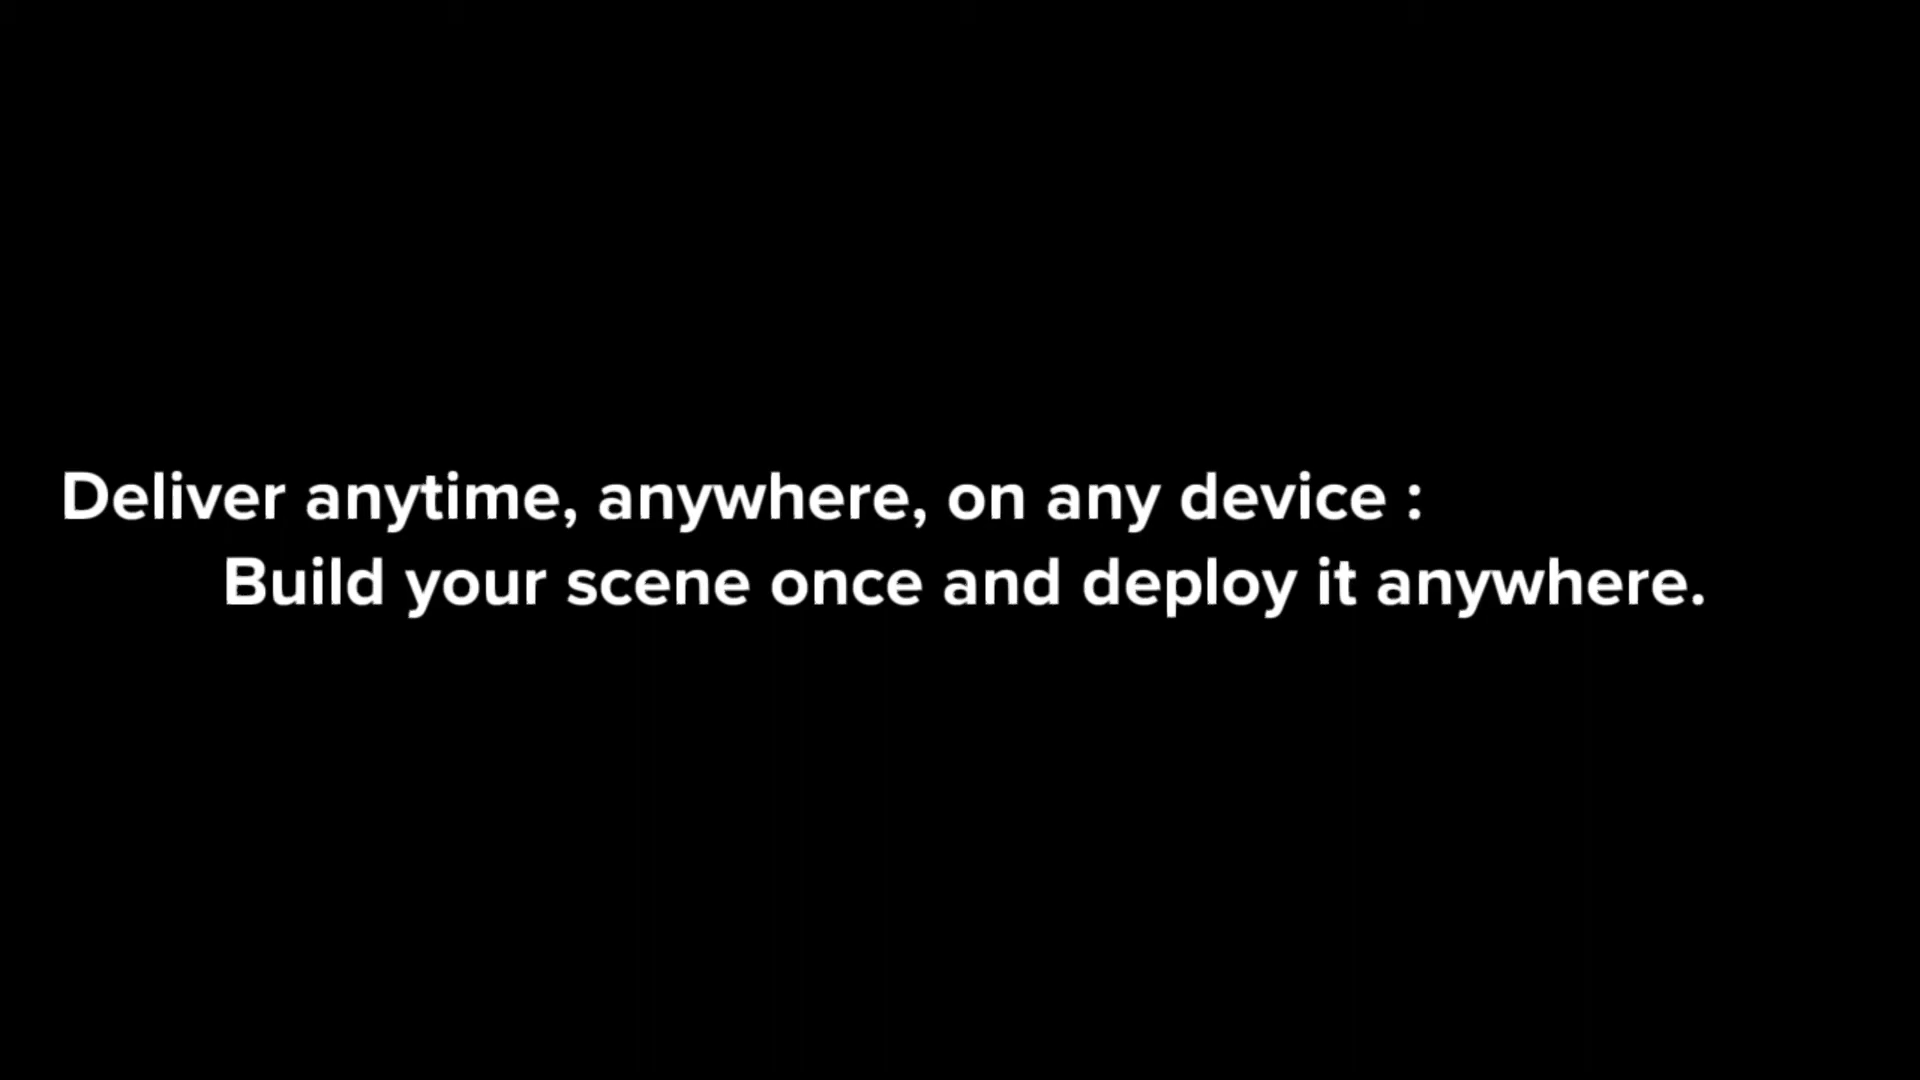 Deliver anytime, anywhere, on any device :
Build your scene once and deploy it anywhere.